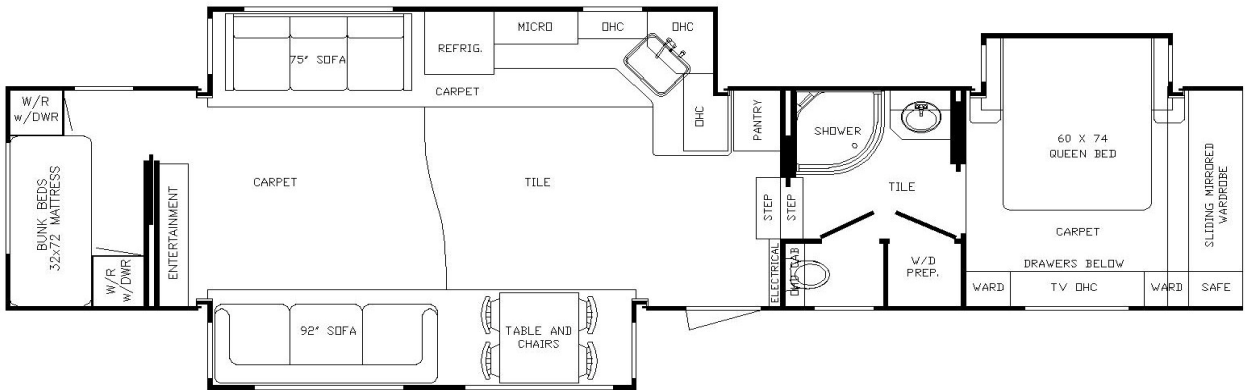 MICRO
OHC
OHC
REFRIG.
75" SOFA
CARPET
W/R
w/DWR
OHC
PANTRY
SHOWER
60 X 74
QUEEN BED
BUNK BEDS
32x72 MATTRESS
ENTERTAINMENT
CARPET
TILE
STEP
STEP
TILE
SLIDING MIRRORED
WARDROBE
CARPET
W/R
w/DWR
ELECTRICAL
OHD CAB
W/D
PREP.
DRAWERS BELOW
WARD
TV OHC
WARD
SAFE
92" SOFA
TABLE AND
CHAIRS